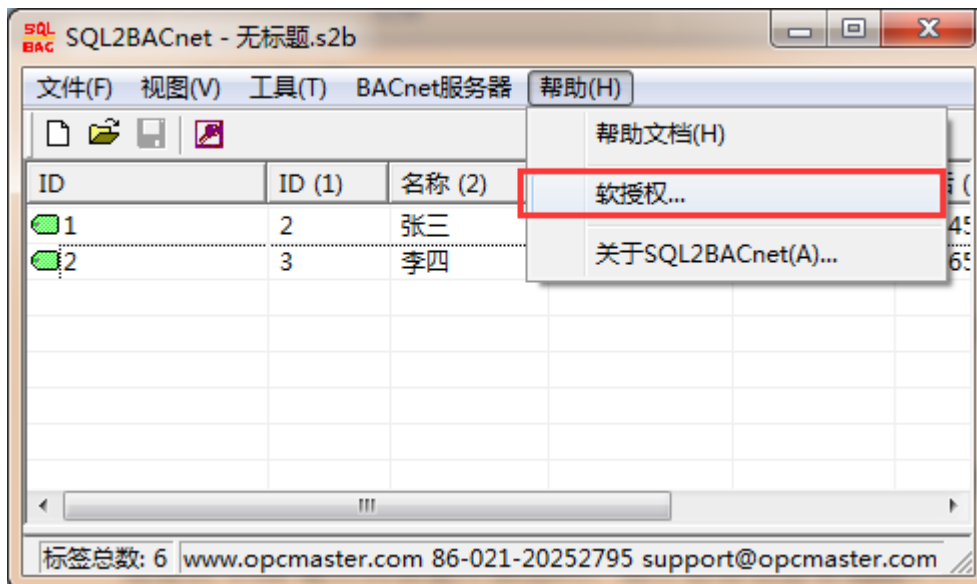 SQL BAC SQL2BACnet - 无标题.s2b
文件(F) 视图(V) 工具(T) BACnet服务器 帮助(H)
帮助文档(H)
软授权...
关于SQL2BACnet(A)...
ID ID (1) 名称 (2)
1 2 张三
2 3 李四
标签总数: 6 www.opcmaster.com 86-021-20252795 support@opcmaster.com